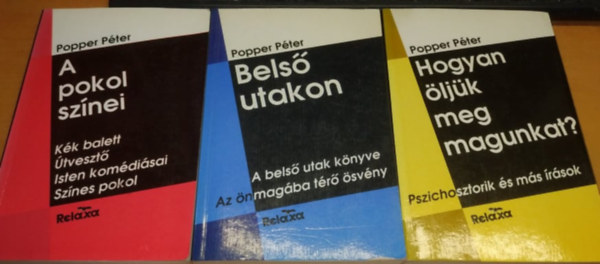 Popper Péter
A
pokol
színei
Kék balett
Útvesztő
Isten komédiásai
Színes pokol
Relaxa
Popper Péter
Belső
utakon
A belső utak könyve
Az önmagába térő ösvény
Relaxa
Popper Péter
Hogyan
öljük
meg
magunkat?
Pszichosztorik és más írások
Relaxa